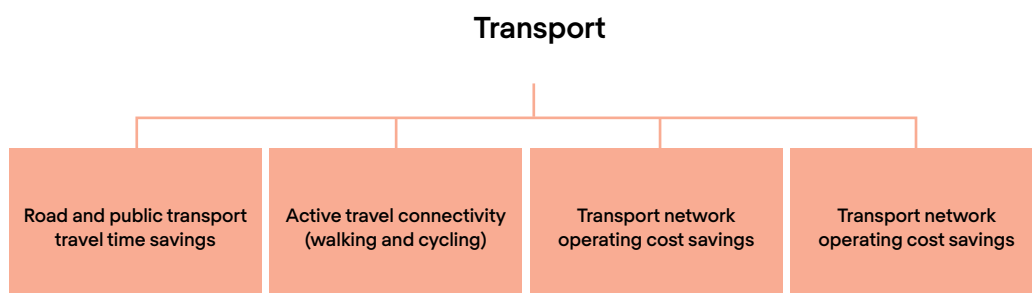 Transport
Road and public transport
travel time savings
Active travel connectivity
(walking and cycling)
Transport network
operating cost savings
Transport network
operating cost savings